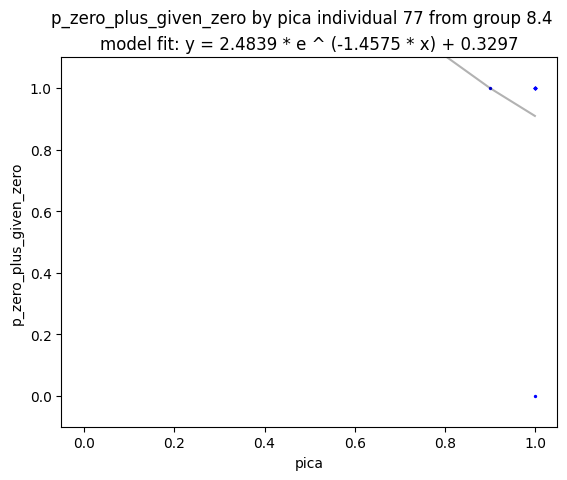 p_zero_plus_given_zero by pica individual 77 from group 8.4
model fit: y = 2.4839 * e ^ (-1.4575 * x) + 0.3297
p_zero_plus_given_zero
1.0
0.8
0.6
0.4
0.2
0.0
0.0 0.2 0.4 0.6 0.8 1.0
pica